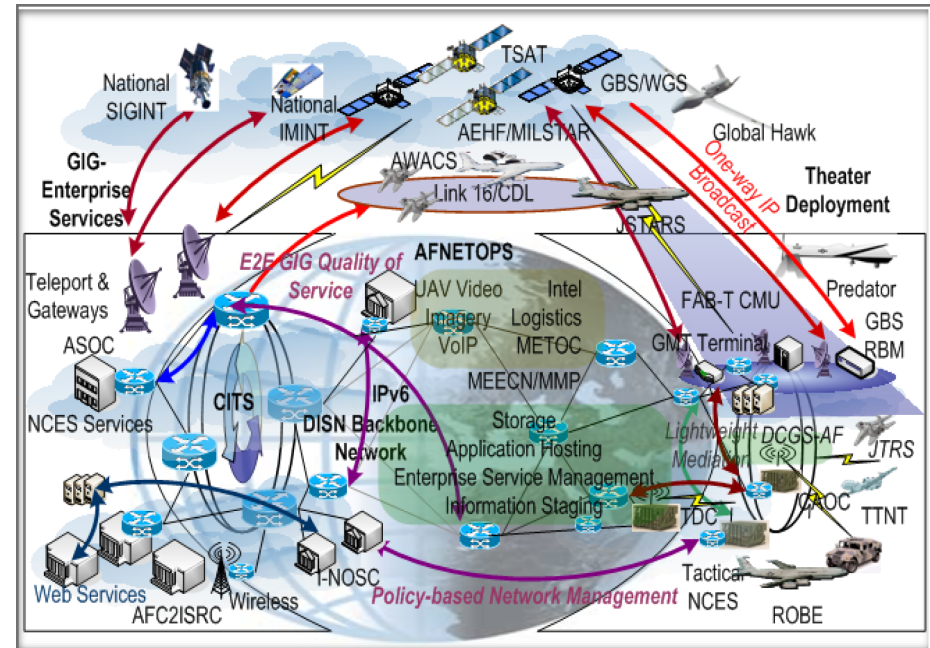 TSAT
National
SIGINT
National
IMINT
GBS/WGS
AEHF/MILSTAR
Global Hawk
GIG-
Enterprise
Services
AWACS
Link 16/CDL
JSTARS
One-way IP
Broadcast
Theater
Deployment
Teleport &
Gateways
E2E GIG Quality of
Service
AFNETOPS
UAV Video
Imagery
VoIP
Intel
Logistics
METOC
FAB-T CMU
Predator
GMT Terminal
GBS
RBM
ASOC
NCES Services
CITS
IPv6
DISN Backbone
Network
MEECN/MMP
Storage
Application Hosting
Enterprise Service Management
Information Staging
Lightweight
Mediation
DCGS-AF
JTRS
TDC
CAOC
TTNT
I-NOSC
Web Services
AFC2ISRC
Wireless
Policy-based Network Management
Tactical
NCES
ROBE